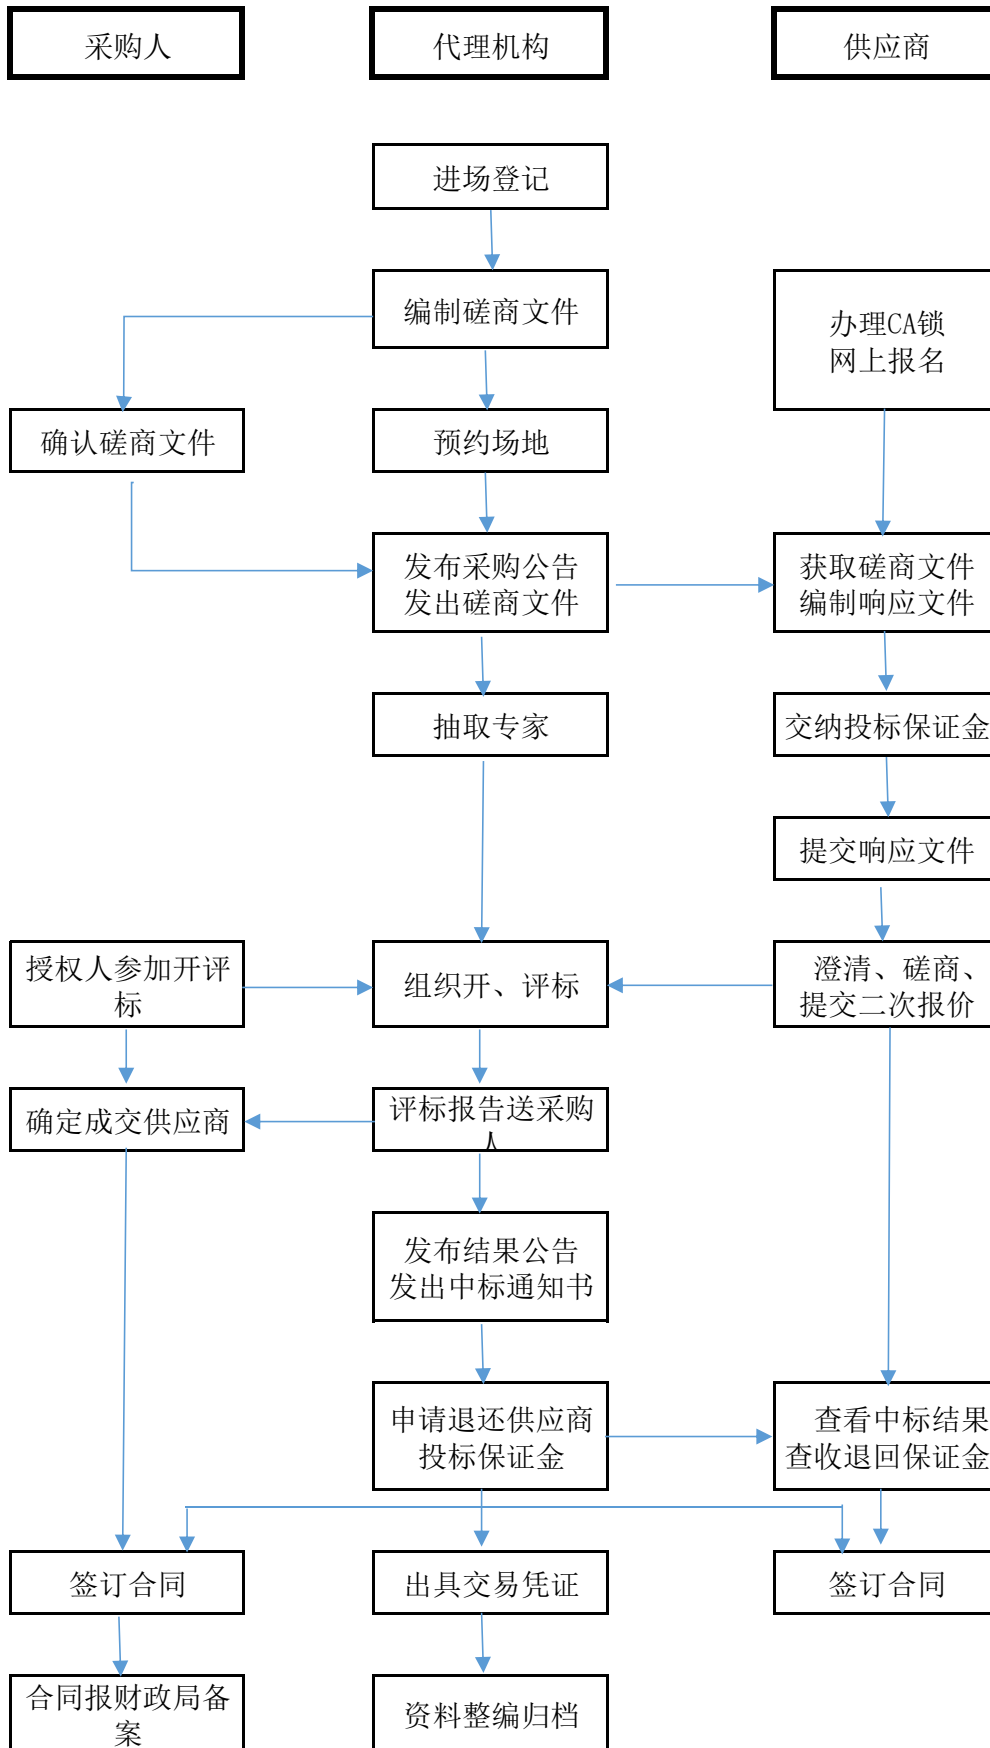 采购人
代理机构
供应商
进场登记
编制磋商文件
办理CA锁
网上报名
确认磋商文件
预约场地
发布采购公告
发出磋商文件
获取磋商文件
编制响应文件
抽取专家
交纳投标保证金
提交响应文件
授权人参加开评
标
组织开、评标
澄清、磋商、
提交二次报价
确定成交供应商
评标报告送采购
人
发布结果公告
发出中标通知书
申请退还供应商
投标保证金
查看中标结果
查收退回保证金
签订合同
出具交易凭证
签订合同
合同报财政局备
案
资料整编归档